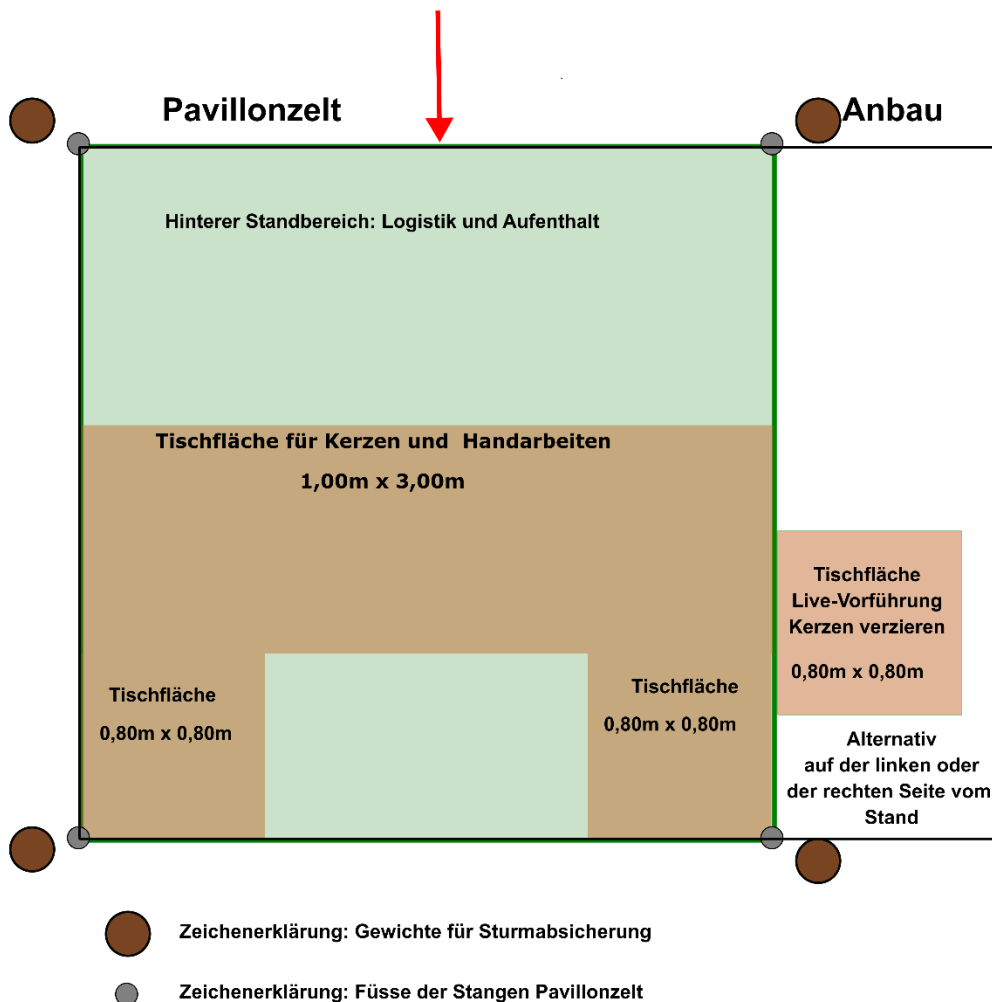 Pavillonzelt
Anbau
Hinterer Standbereich: Logistik und Aufenthalt
Tischfläche für Kerzen und Handarbeiten
1,00m x 3,00m
Tischfläche
0,80m x 0,80m
Tischfläche
0,80m x 0,80m
Tischfläche
Live-Vorführung
Kerzen verzieren
0,80m x 0,80m
Alternativ
auf der linken oder
der rechten Seite vom
Stand
Zeichenerklärung: Gewichte für Sturmabsicherung
Zeichenerklärung: Füsse der Stangen Pavillonzelt